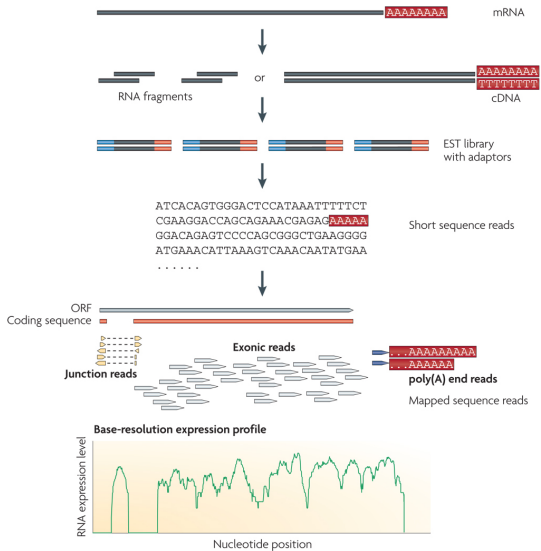 AAAAAAAA mRNA
or
AAAAAAAA
TTTTTTTT
RNA fragments cDNA
EST library
with adaptors
ATCACAGTGGGACTCCATAAATTTTTCT
CGAAGGACCAGCAGAAACGAGAGAAAAA
GGACAGAGTCCCCAGCGGGCTGAAGGGG
ATGAAACATTAAAGTCAAACAATATGAA
......
Short sequence reads
ORF
Coding sequence
Exonic reads
...AAAAAAAAA
...AAAAAA
Junction reads
poly(A) end reads
Mapped sequence reads
Base-resolution expression profile
RNA expression level
Nucleotide position